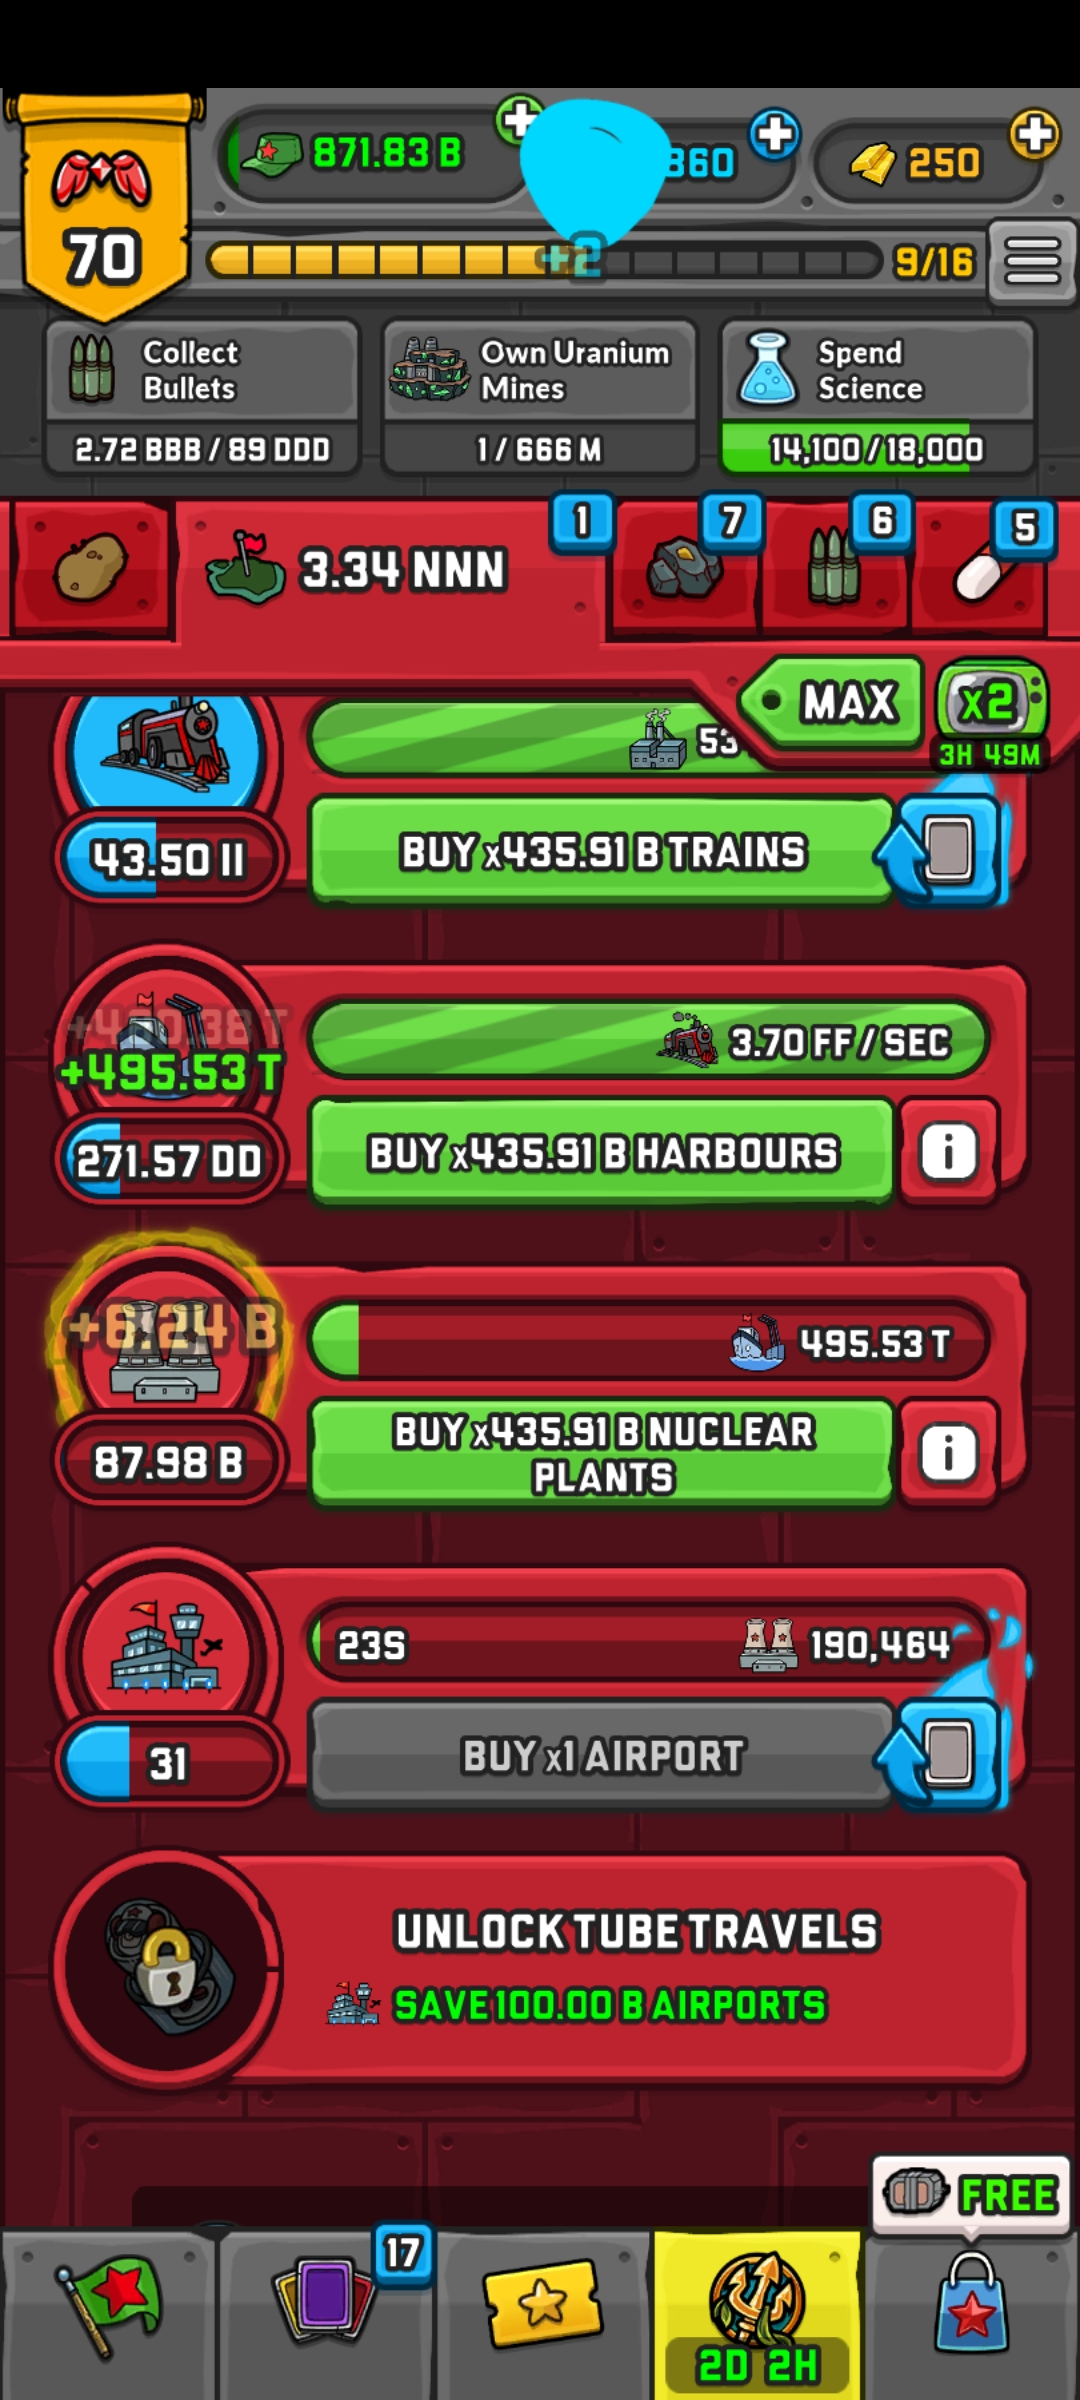 70
871.83 B
360
250
+2
9/16
Collect
Bullets
2.72 BBB / 89 DDD
Own Uranium
Mines
1 / 666 M
Spend
Science
14,100 / 18,000
3.34 NNN
1
7
6
5
MAX
x2
3H 49M
53
43.50 II
BUY x435.91 B TRAINS
+495.53 T
3.70 FF / SEC
271.57 DD
BUY x435.91 B HARBOURS
i
+6.24 B
495.53 T
87.98 B
BUY x435.91 B NUCLEAR
PLANTS
i
23S
190,464
31
BUY x1 AIRPORT
UNLOCK TUBE TRAVELS
SAVE 100.00 B AIRPORTS
FREE
17
2D 2H